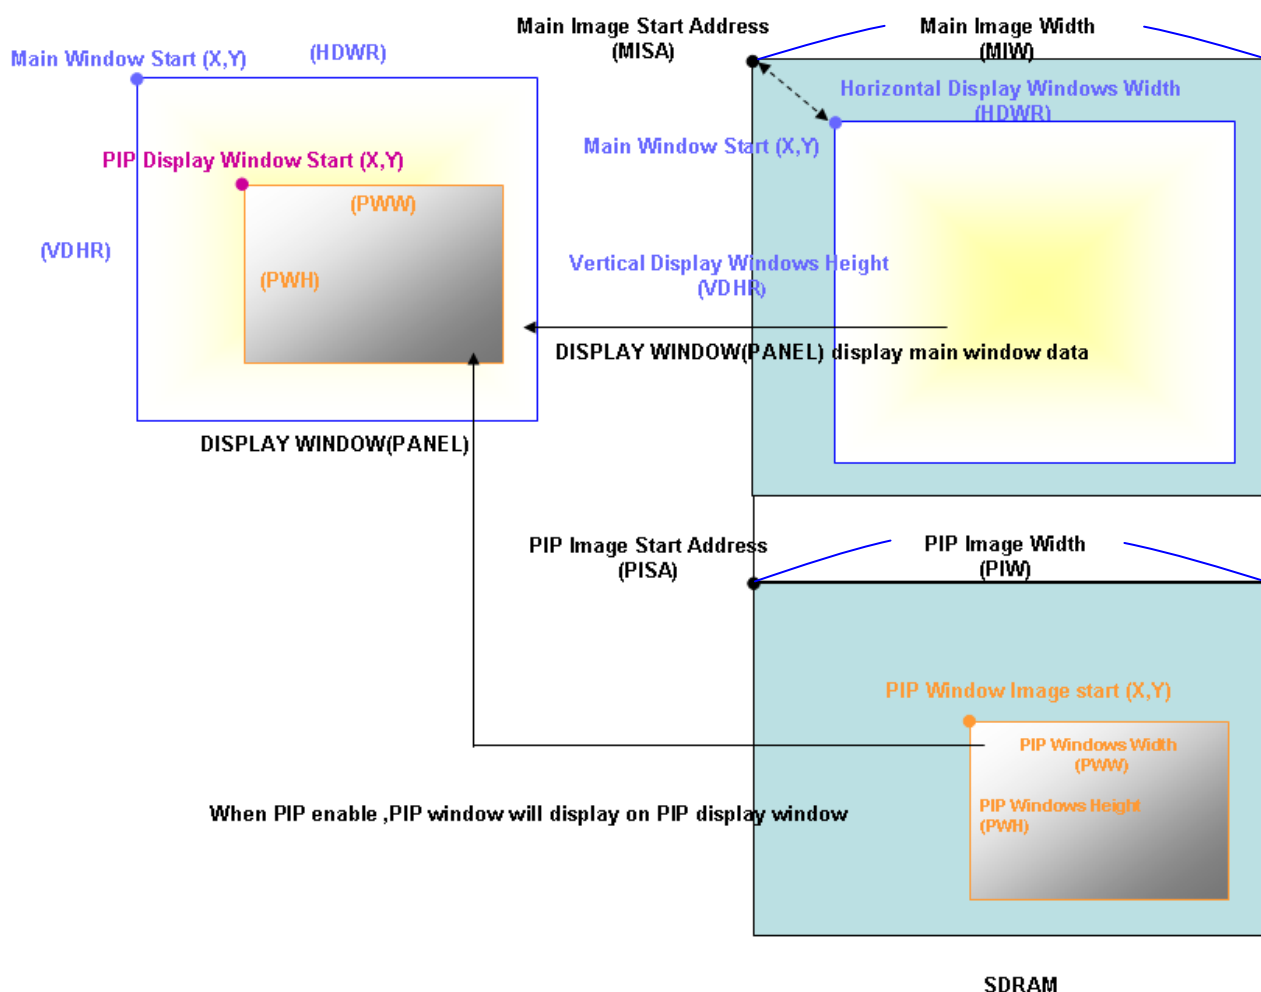 Main Image Start Address
(MISA)
Main Image Width
(MIW)
(HDWR)
Main Window Start (X,Y)
Horizontal Display Windows Width
(HDWR)
Main Window Start (X,Y)
PIP Display Window Start (X,Y)
(PWW)
(VDHR)
(PWH)
Vertical Display Windows Height
(VDHR)
DISPLAY WINDOW(PANEL) display main window data
DISPLAY WINDOW(PANEL)
PIP Image Start Address
(PISA)
PIP Image Width
(PIW)
PIP Window Image start (X,Y)
PIP Windows Width
(PWW)
PIP Windows Height
(PWH)
When PIP enable ,PIP window will display on PIP display window
SDRAM